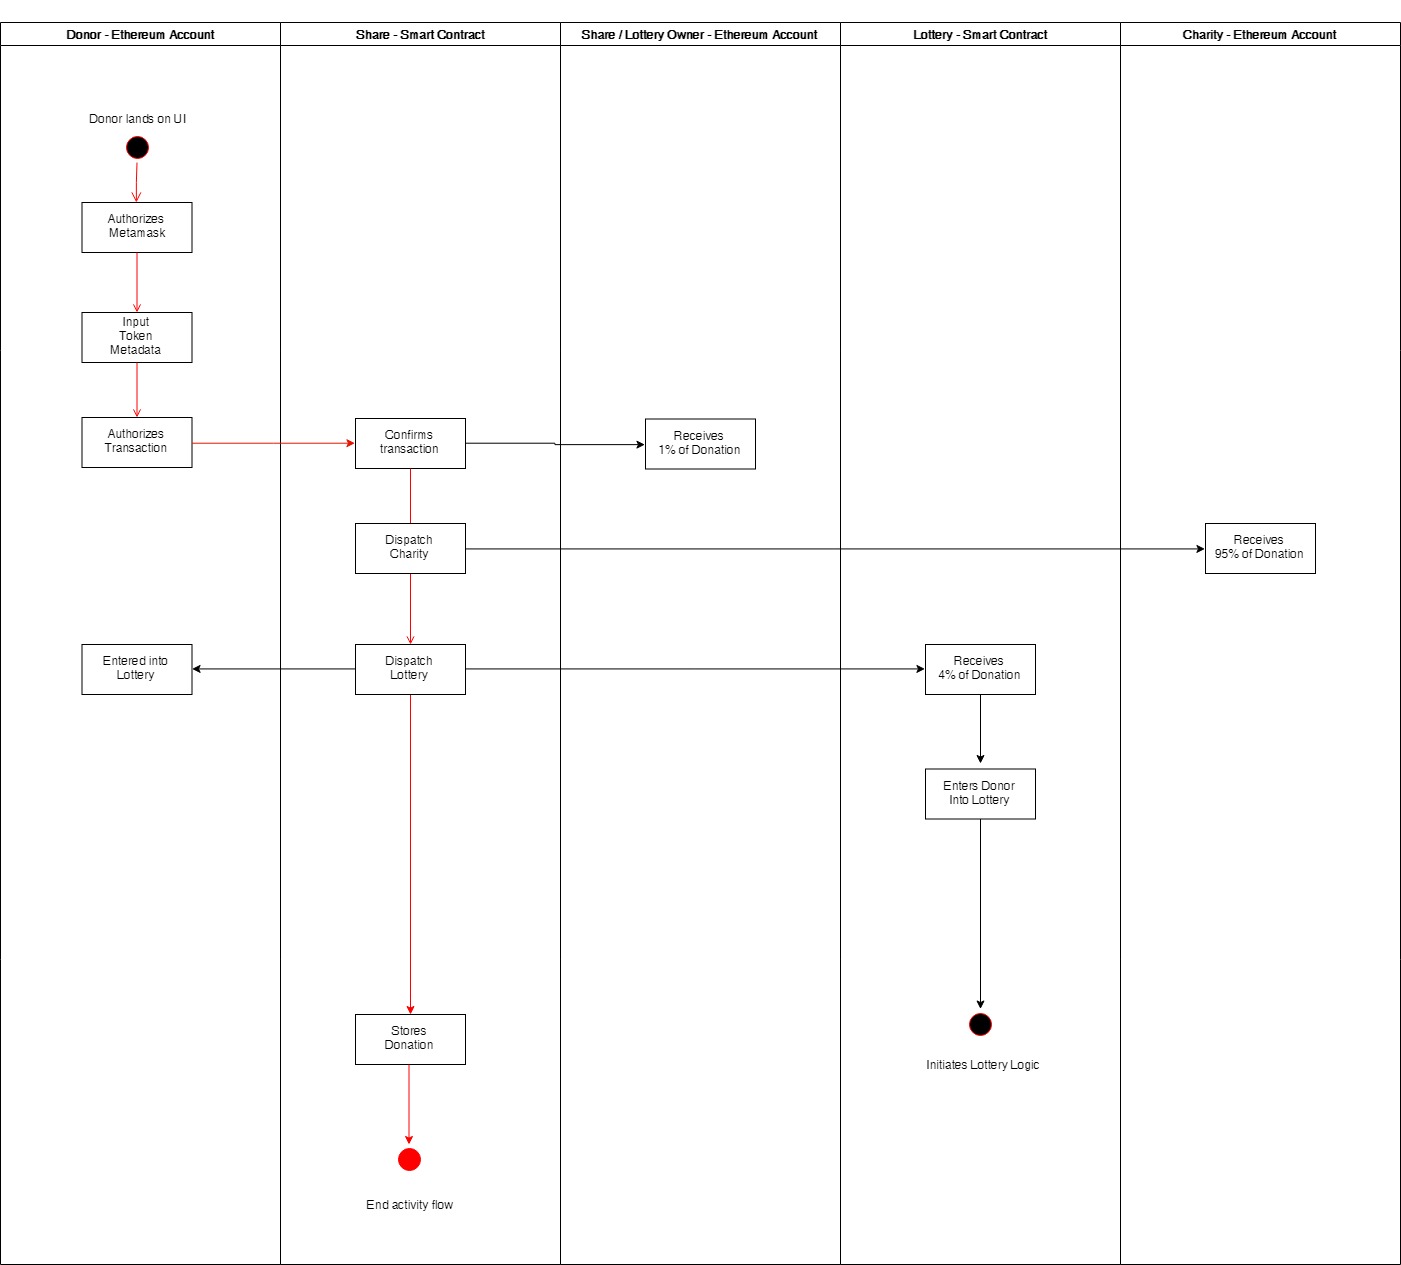 Donor - Ethereum Account
Share - Smart Contract
Share / Lottery Owner - Ethereum Account
Lottery - Smart Contract
Charity - Ethereum Account
Donor lands on UI
Authorizes
Metamask
Input
Token
Metadata
Authorizes
Transaction
Confirms
transaction
Receives
1% of Donation
Dispatch
Charity
Receives
95% of Donation
Entered into
Lottery
Dispatch
Lottery
Receives
4% of Donation
Enters Donor
Into Lottery
Stores
Donation
Initiates Lottery Logic
End activity flow